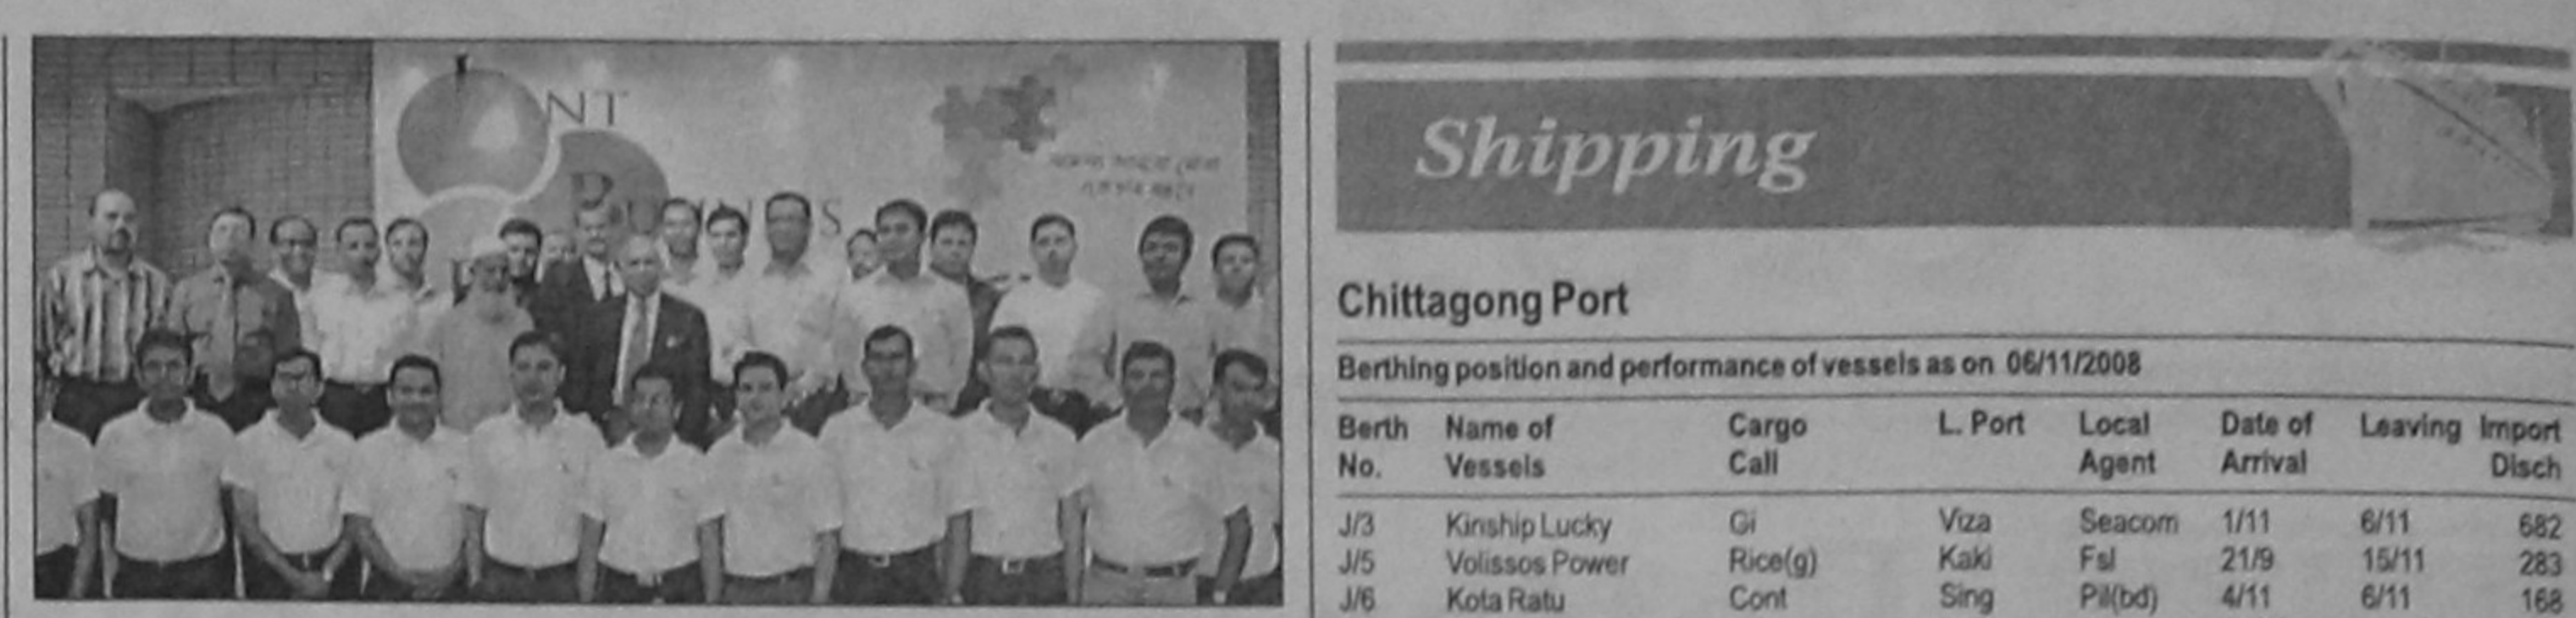 NT
Shipping
Chittagong Port
Berthing position and performance of vessels as on 06/11/2008
Berth No. Name of Vessels Cargo Call L. Port Local Agent Date of Arrival Leaving Import Disch
J/3 Kinship Lucky Gi Viza Seacom 1/11 6/11 682
J/5 Volissos Power Rice(g) Kaki Fsl 21/9 15/11 283
J/6 Kota Ratu Cont Sing Pil(bd) 4/11 6/11 168